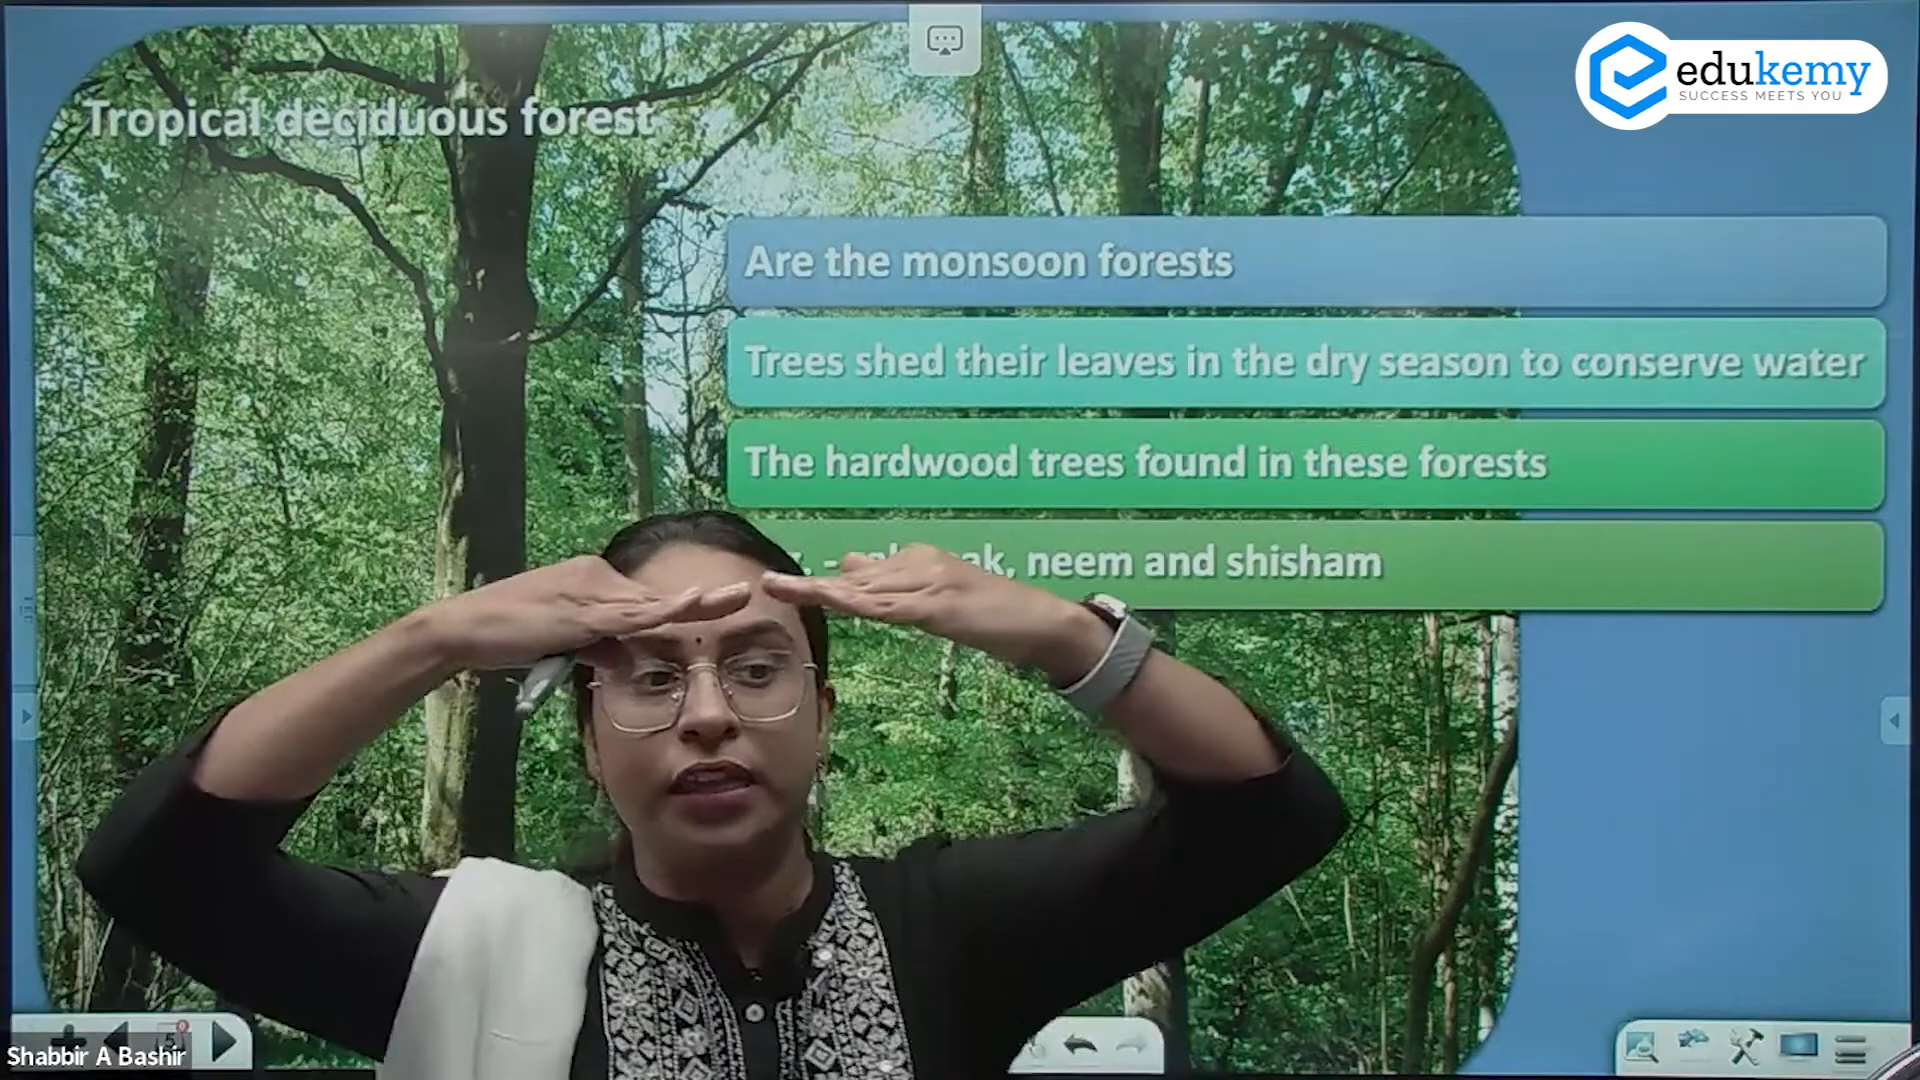 edukemy
SUCCESS MEETS YOU
Tropical deciduous forest
Are the monsoon forests
Trees shed their leaves in the dry season to conserve water
The hardwood trees found in these forests
neem and shisham
Shabbir A Bashir